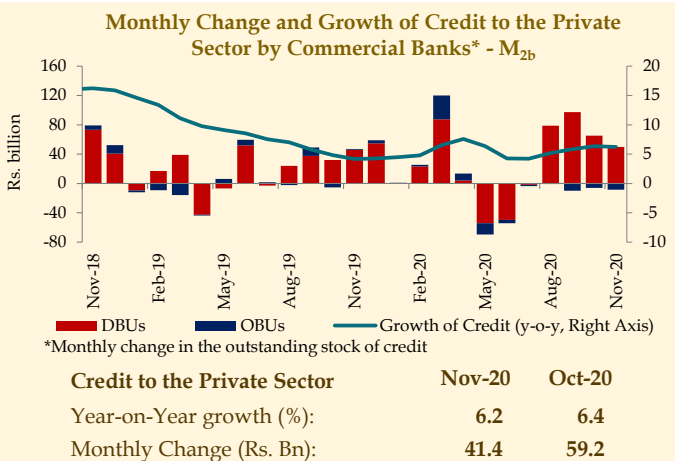 Monthly Change and Growth of Credit to the Private
Sector by Commercial Banks* - M2b
160
120
80
40
0
-40
-80
Rs. billion
20
15
10
5
0
-5
-10
Nov-18
Feb-19
May-19
Aug-19
Nov-19
Feb-20
May-20
Aug-20
Nov-20
DBUs OBUs Growth of Credit (y-o-y, Right Axis)
*Monthly change in the outstanding stock of credit
Credit to the Private Sector Nov-20 Oct-20
Year-on-Year growth (%): 6.2 6.4
Monthly Change (Rs. Bn): 41.4 59.2